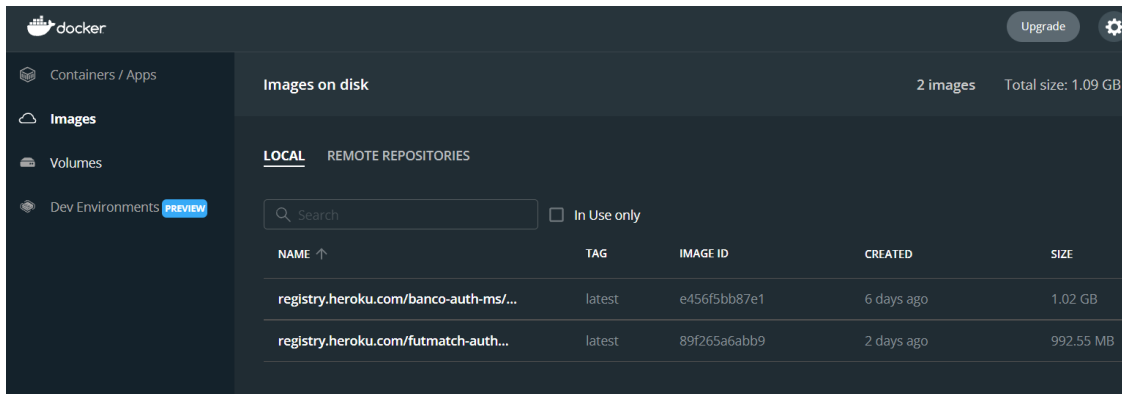 docker
Upgrade
Containers / Apps
Images
Volumes
Dev Environments PREVIEW
Images on disk
2 images Total size: 1.09 GB
LOCAL REMOTE REPOSITORIES
Search
In Use only
NAME TAG IMAGE ID CREATED SIZE
registry.heroku.com/banco-auth-ms/... latest e456f5bb87e1 6 days ago 1.02 GB
registry.heroku.com/futmatch-auth... latest 89f265a6abb9 2 days ago 992.55 MB